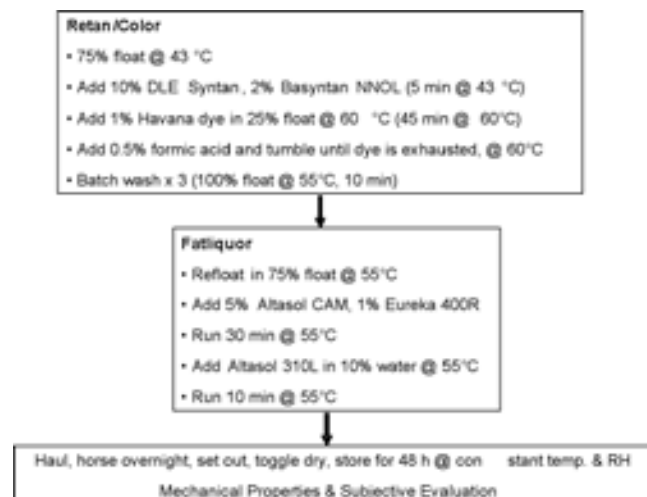 Retan/Color
• 75% float @ 43 °C
• Add 10% DLE Syntan, 2% Basyntan NNOL (5 min @ 43 °C)
• Add 1% Havana dye in 25% float @ 60 °C (45 min @ 60°C)
• Add 0.5% formic acid and tumble until dye is exhausted, @ 60°C
• Batch wash x 3 (100% float @ 55°C, 10 min)
Fatliquor
• Refloat in 75% float @ 55°C
• Add 5% Altasol CAM, 1% Eureka 400R
• Run 30 min @ 55°C
• Add Altasol 310L in 10% water @ 55°C
• Run 10 min @ 55°C
Haul, horse overnight, set out, toggle dry, store for 48 h @ con stant temp. & RH
Mechanical Properties & Subjective Evaluation